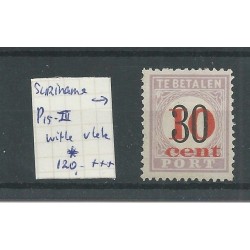 Suriname →
P15-III
witte vlek
*
120,- +++
TE BETALEN
30
cent
PORT